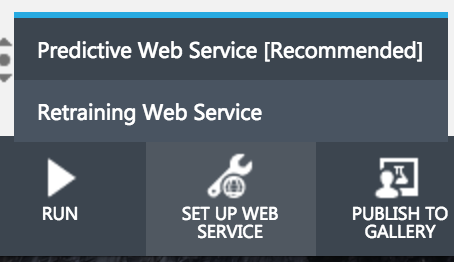 Predictive Web Service [Recommended]
Retraining Web Service
RUN
SET UP WEB
SERVICE
PUBLISH TO
GALLERY